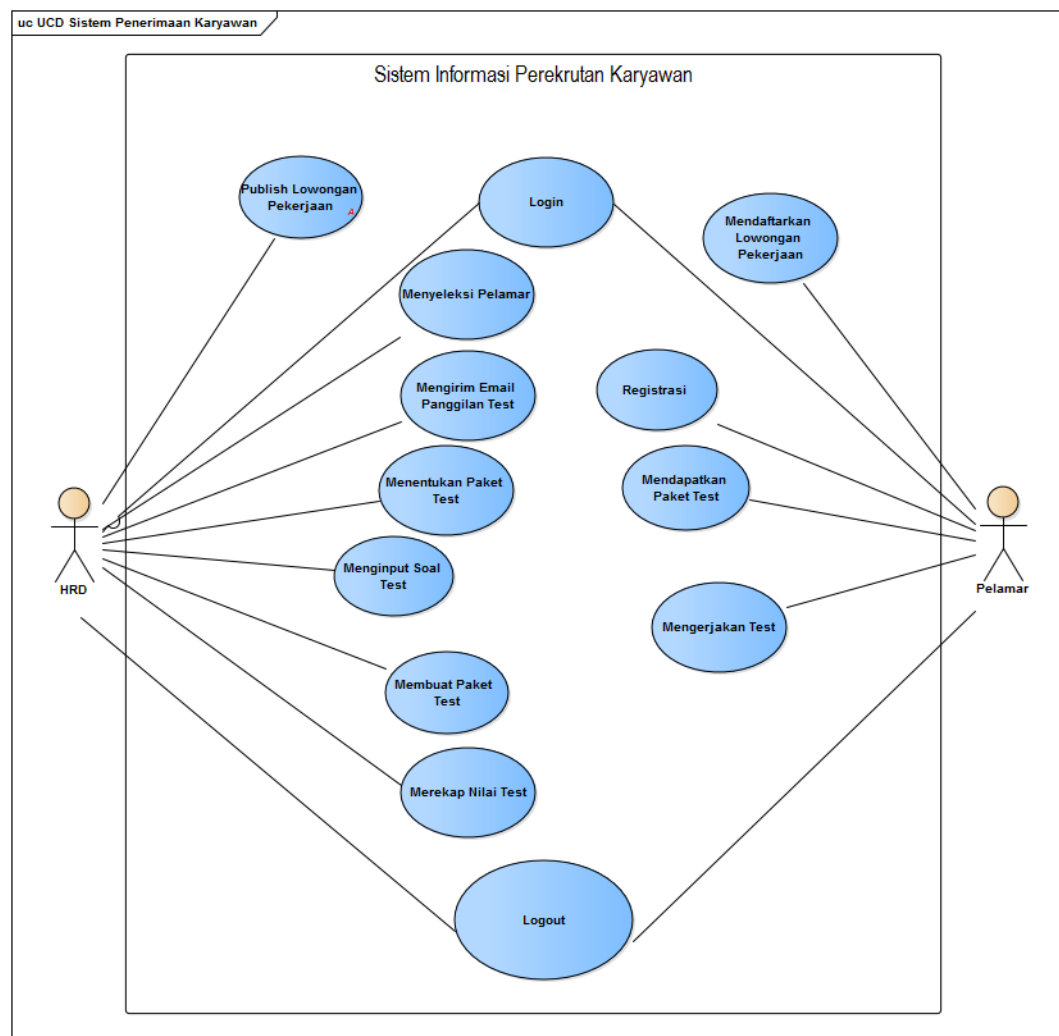 uc UCD Sistem Penerimaan Karyawan
Sistem Informasi Perekrutan Karyawan
Publish Lowongan
Pekerjaan
A
Login
Mendaftarkan
Lowongan
Pekerjaan
Menyeleksi Pelamar
Mengirim Email
Panggilan Test
Registrasi
Menentukan Paket
Test
Mendapatkan
Paket Test
Menginput Soal
Test
HRD
Pelamar
Mengerjakan Test
Membuat Paket
Test
Merekap Nilai Test
Logout